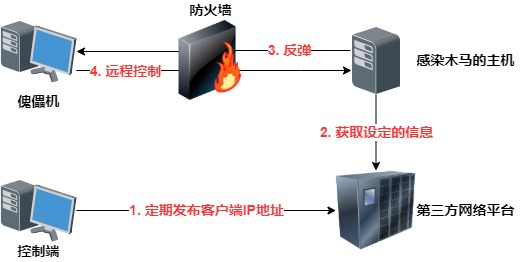 防火墙
3. 反弹
4. 远程控制
感染木马的主机
傀儡机
2. 获取设定的信息
1. 定期发布客户端IP地址
第三方网络平台
控制端